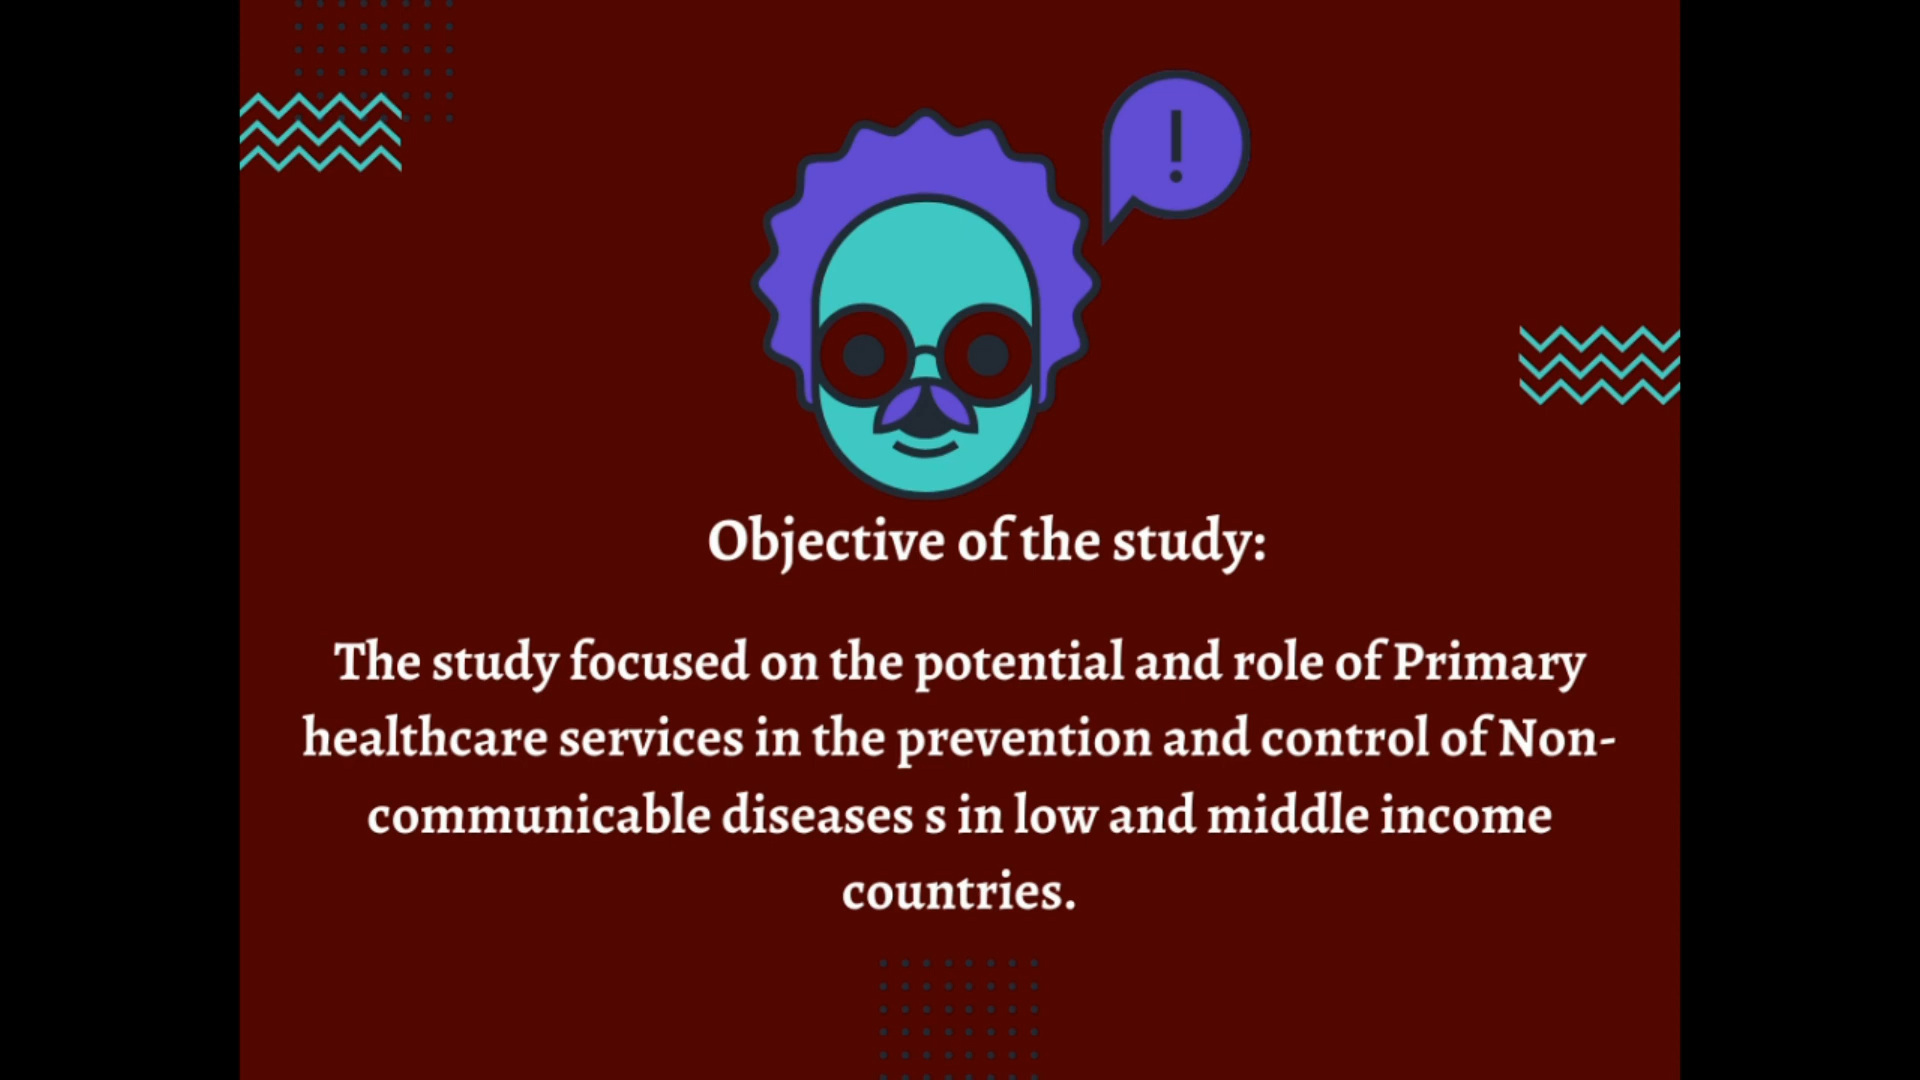 !
Objective of the study:
The study focused on the potential and role of Primary
healthcare services in the prevention and control of Non-
communicable diseases s in low and middle income
countries.